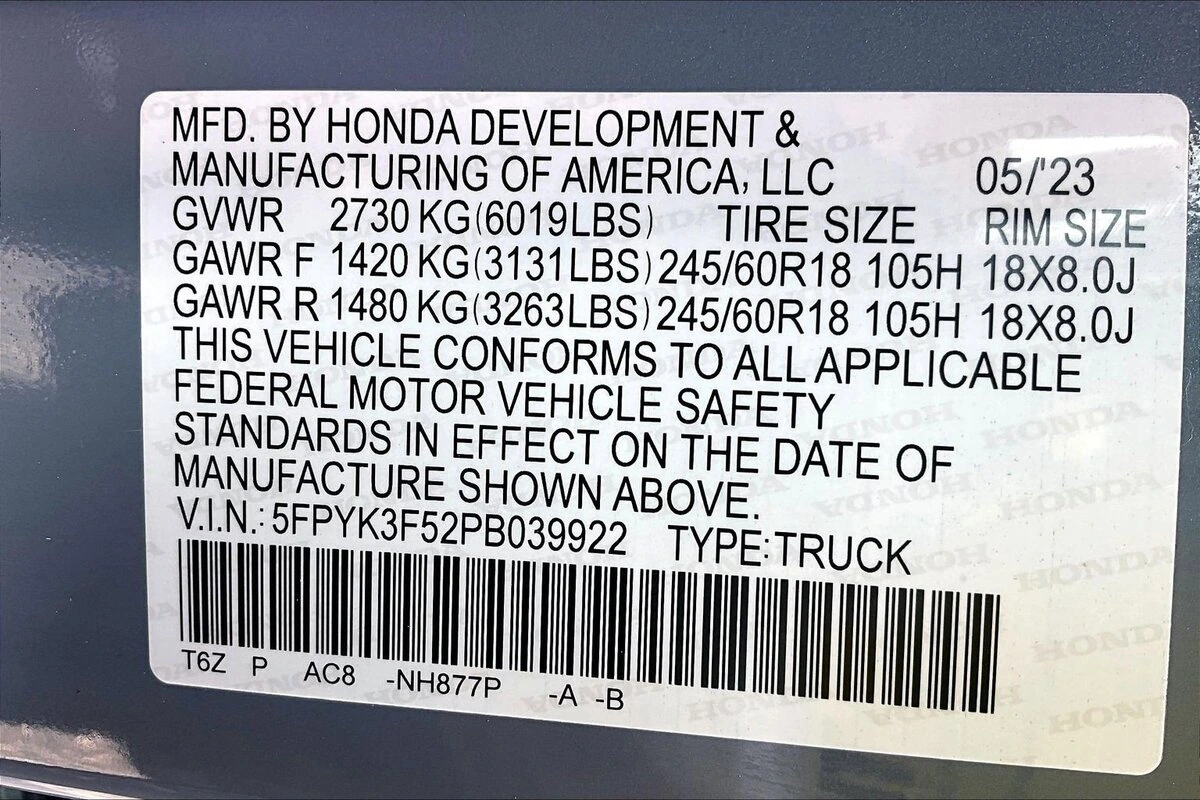 MFD. BY HONDA DEVELOPMENT &
MANUFACTURING OF AMERICA, LLC 05/'23
GVWR 2730 KG(6019LBS) TIRE SIZE RIM SIZE
GAWR F 1420 KG(3131LBS) 245/60R18 105H 18X8.0J
GAWR R 1480 KG(3263LBS) 245/60R18 105H 18X8.0J
THIS VEHICLE CONFORMS TO ALL APPLICABLE
FEDERAL MOTOR VEHICLE SAFETY
STANDARDS IN EFFECT ON THE DATE OF
MANUFACTURE SHOWN ABOVE.
V.I.N.: 5FPYK3F52PB039922 TYPE: TRUCK
T6Z P AC8 -NH877P -A -B